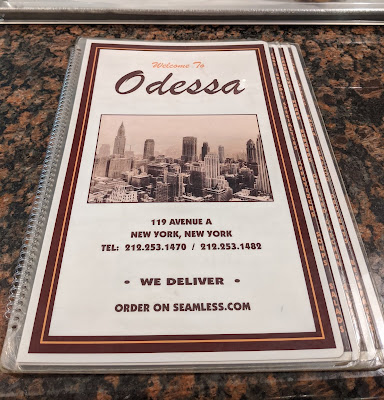 Welcome To
Odessa
119 AVENUE A
NEW YORK, NEW YORK
TEL: 212.253.1470 / 212.253.1482
• WE DELIVER •
ORDER ON SEAMLESS.COM